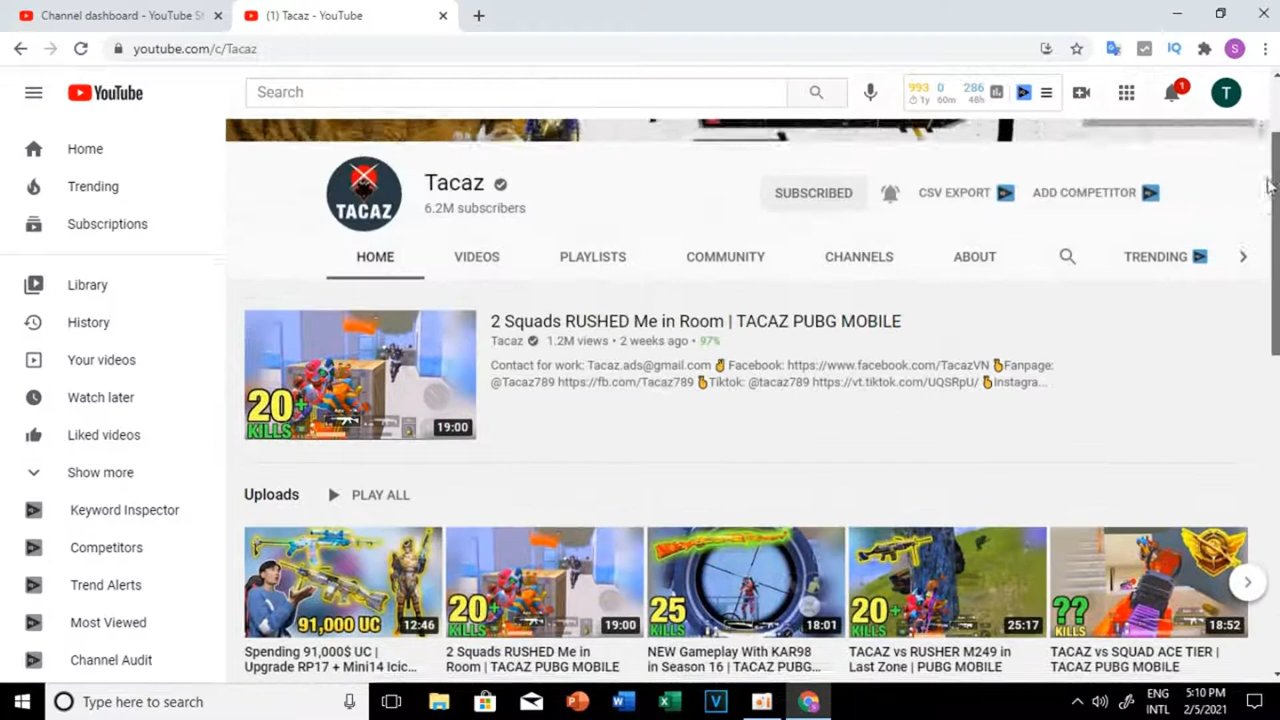 Channel dashboard - YouTube St
(1) Tacaz - YouTube
youtube.com/c/Tacaz
IQ
S
YouTube
Search
993 0 286
1y 60m 48h
1
T
Home
Trending
Subscriptions
Library
History
Your videos
Watch later
Liked videos
Show more
Keyword Inspector
Competitors
Trend Alerts
Most Viewed
Channel Audit
TACAZ
Tacaz
6.2M subscribers
SUBSCRIBED
CSV EXPORT
ADD COMPETITOR
HOME
VIDEOS
PLAYLISTS
COMMUNITY
CHANNELS
ABOUT
TRENDING
20+
KILLS
19:00
2 Squads RUSHED Me in Room | TACAZ PUBG MOBILE
Tacaz 1.2M views • 2 weeks ago • 97%
Contact for work: Tacaz.ads@gmail.com Facebook: https://www.facebook.com/TacazVN Fanpage:
@Tacaz789 https://fb.com/Tacaz789 Tiktok: @tacaz789 https://vt.tiktok.com/UQSRpU/ Instagra...
Uploads
PLAY ALL
91,000 UC
12:46
20+
KILLS
19:00
25
KILLS
18:01
20+
KILLS
25:17
??
KILLS
18:52
Spending 91,000$ UC |
Upgrade RP17 + Mini14 Icic...
2 Squads RUSHED Me in
Room | TACAZ PUBG MOBILE
NEW Gameplay With KAR98
in Season 16 | TACAZ PUBG...
TACAZ vs RUSHER M249 in
Last Zone | PUBG MOBILE
TACAZ vs SQUAD ACE TIER |
TACAZ PUBG MOBILE
Type here to search
ENG
INTL
5:10 PM
2/5/2021